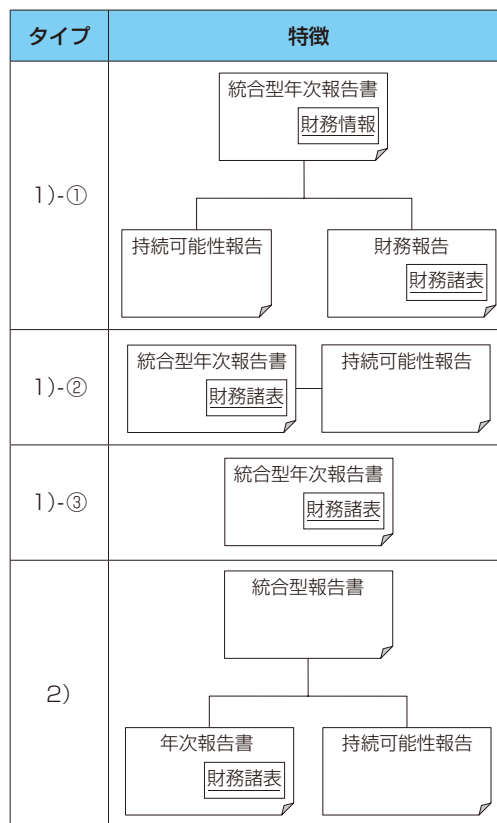 タイプ 特徴
1)-①
統合型年次報告書
財務情報
持続可能性報告 財務報告
財務諸表
1)-②
統合型年次報告書 持続可能性報告
財務諸表
1)-③
統合型年次報告書
財務諸表
2)
統合型報告書
年次報告書 持続可能性報告
財務諸表